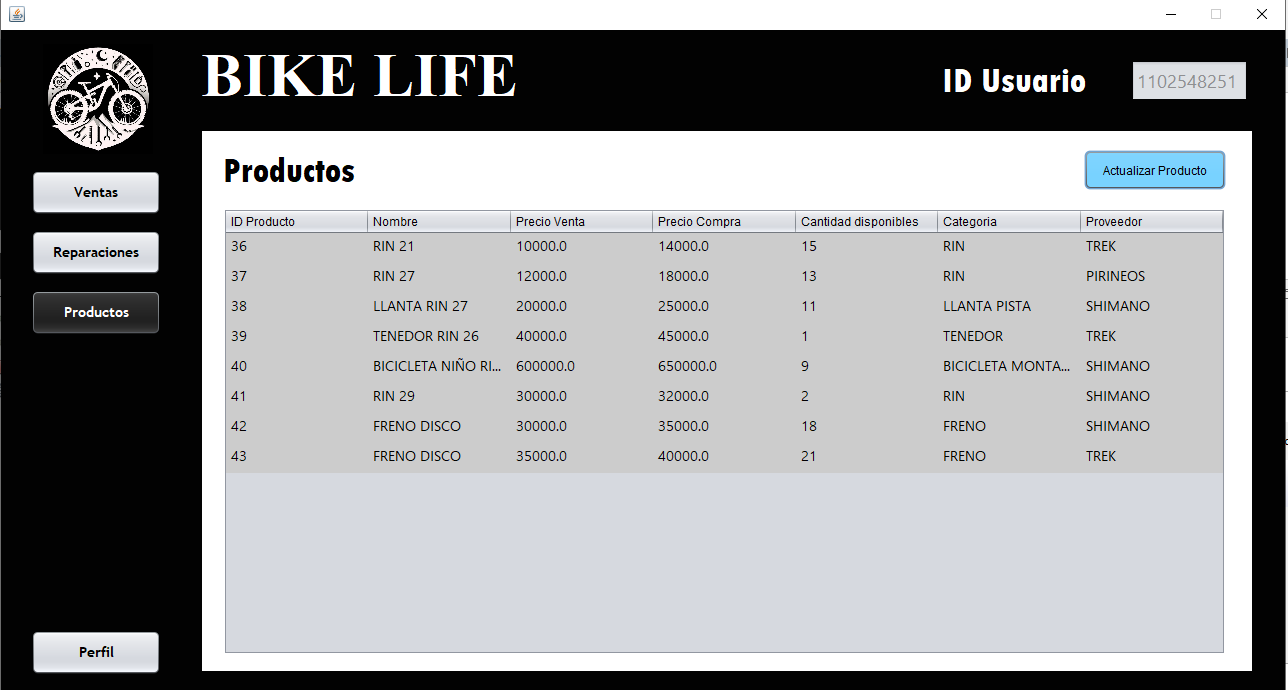 BIKE LIFE
ID Usuario 1102548251
Ventas
Reparaciones
Productos
Perfil
Productos
Actualizar Producto
ID Producto Nombre Precio Venta Precio Compra Cantidad disponibles Categoria Proveedor
36 RIN 21 10000.0 14000.0 15 RIN TREK
37 RIN 27 12000.0 18000.0 13 RIN PIRINEOS
38 LLANTA RIN 27 20000.0 25000.0 11 LLANTA PISTA SHIMANO
39 TENEDOR RIN 26 40000.0 45000.0 1 TENEDOR TREK
40 BICICLETA NIÑO RI... 600000.0 650000.0 9 BICICLETA MONTA... SHIMANO
41 RIN 29 30000.0 32000.0 2 RIN SHIMANO
42 FRENO DISCO 30000.0 35000.0 18 FRENO SHIMANO
43 FRENO DISCO 35000.0 40000.0 21 FRENO TREK